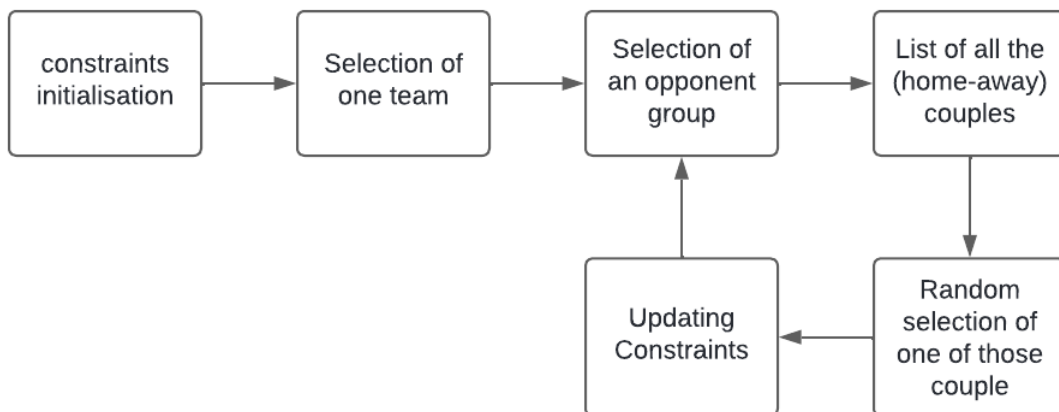 constraints
initialisation
Selection of
one team
Selection of
an opponent
group
List of all the
(home-away)
couples
Updating
Constraints
Random
selection of
one of those
couple